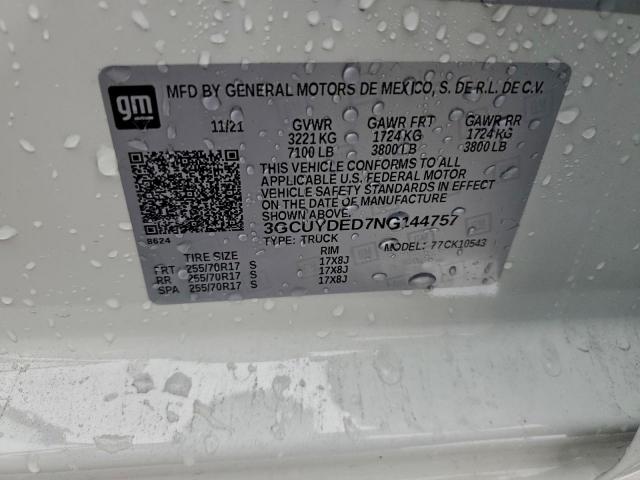 gm MFD BY GENERAL MOTORS DE MEXICO, S. DE R.L. DE C.V.
11/21 GVWR GAWR FRT GAWR RR
3221 KG 1724 KG 1724 KG
7100 LB 3800 LB 3800 LB
THIS VEHICLE CONFORMS TO ALL
APPLICABLE U.S. FEDERAL MOTOR
VEHICLE SAFETY STANDARDS IN EFFECT
ON THE DATE OF MANUFACTURE
SHOWN ABOVE.
3GCUYDED7NG144757
8624 TYPE: TRUCK MODEL: 77CK10543
TIRE SIZE RIM
FRT 255/70R17 S 17X8J
RR 255/70R17 S 17X8J
SPA 255/70R17 S 17X8J